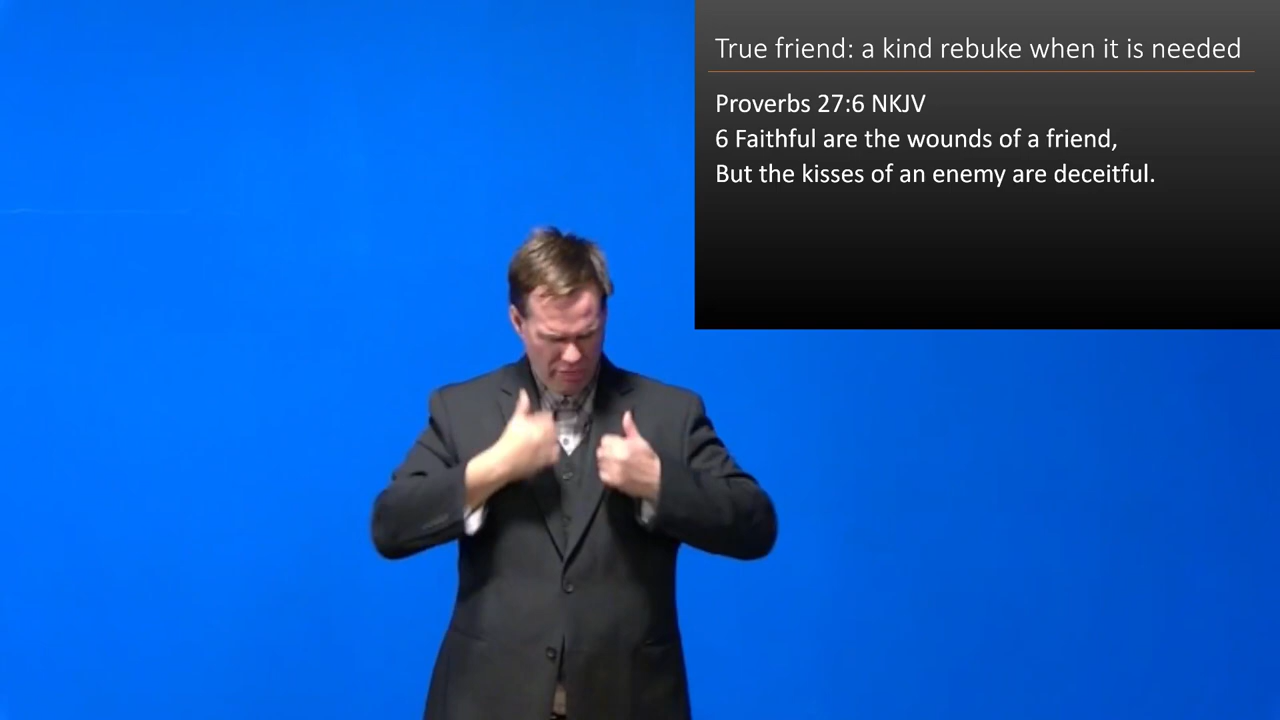 True friend: a kind rebuke when it is needed
Proverbs 27:6 NKJV
6 Faithful are the wounds of a friend,
But the kisses of an enemy are deceitful.